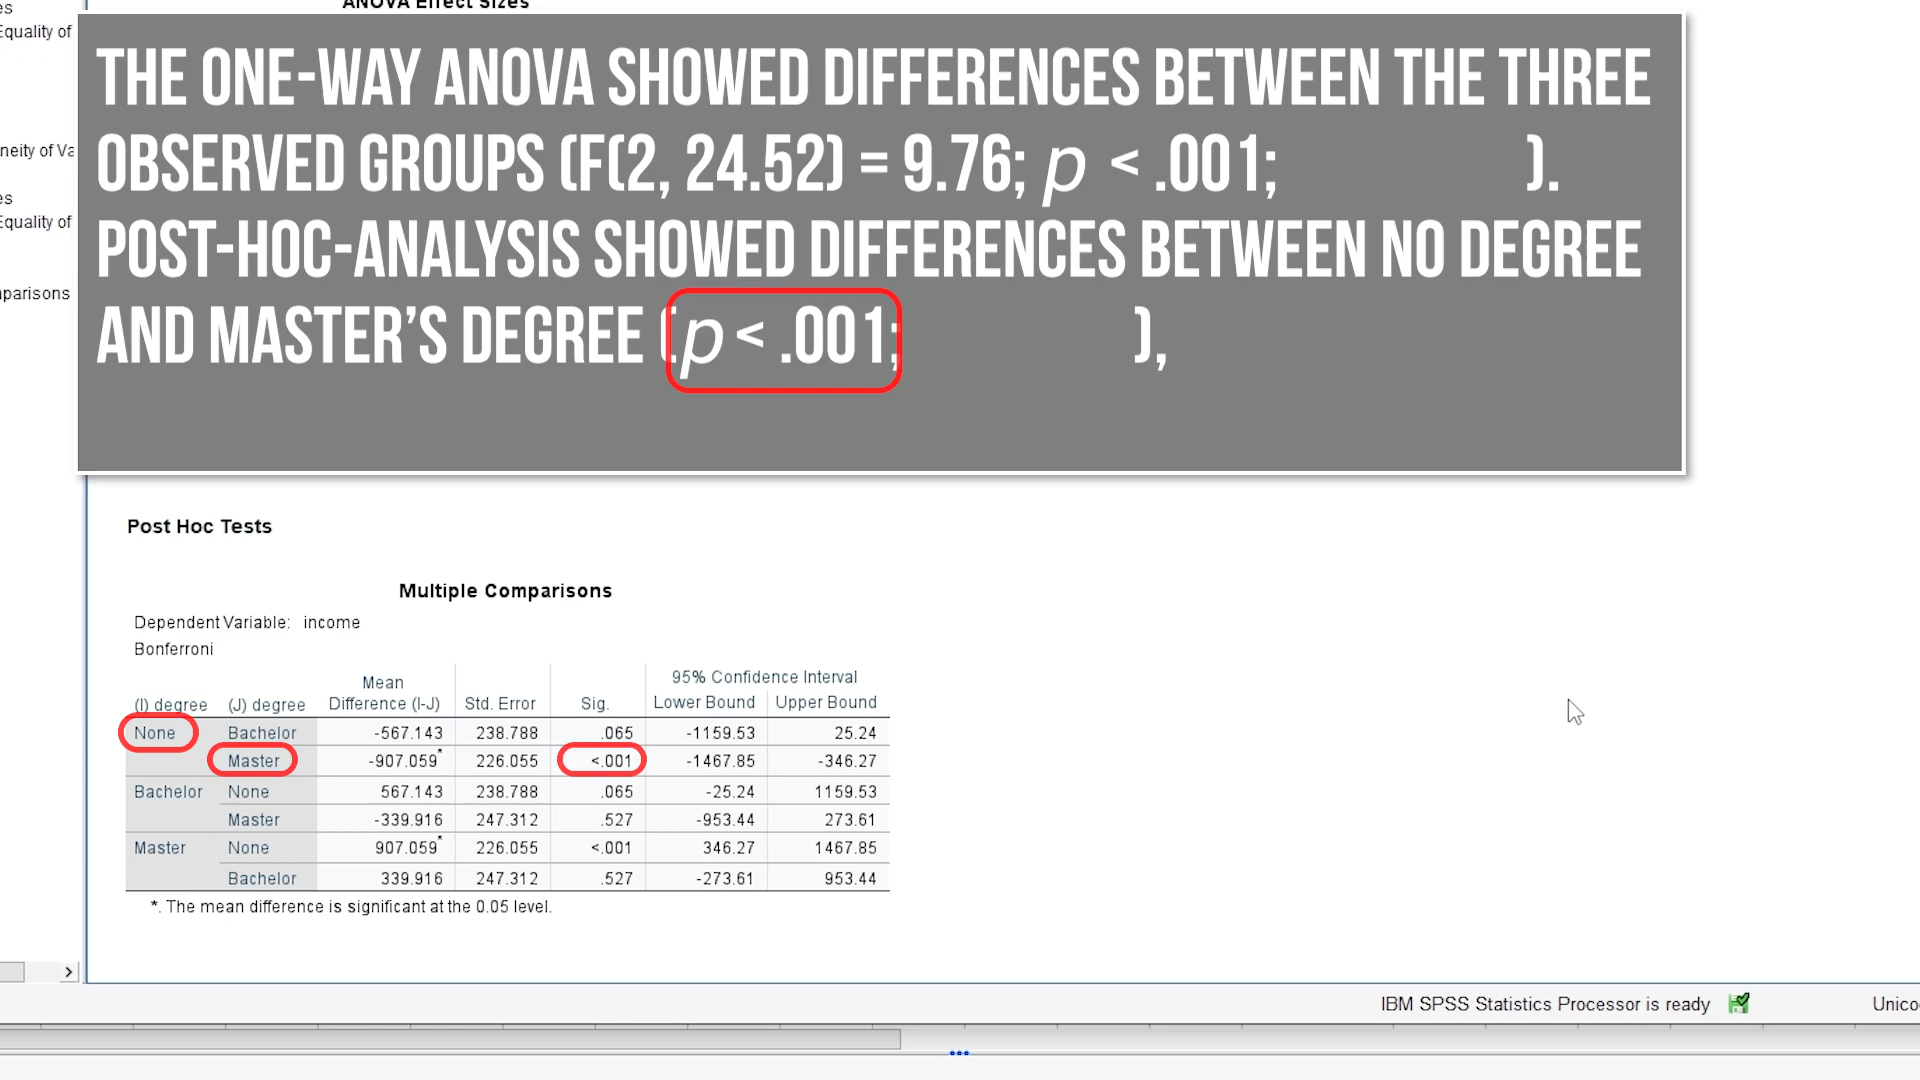 ANOVA Effect Sizes
es
Equality of
THE ONE-WAY ANOVA SHOWED DIFFERENCES BETWEEN THE THREE
OBSERVED GROUPS (F(2, 24.52) = 9.76; p < .001; ).
POST-HOC-ANALYSIS SHOWED DIFFERENCES BETWEEN NO DEGREE
AND MASTER'S DEGREE (p < .001; ),
neity of Va
es
Equality of
nparisons
Post Hoc Tests
Multiple Comparisons
Dependent Variable: income
Bonferroni
(I) degree (J) degree Mean Difference (I-J) Std. Error Sig. 95% Confidence Interval
Lower Bound Upper Bound
None Bachelor -567.143 238.788 .065 -1159.53 25.24
Master -907.059* 226.055 <.001 -1467.85 -346.27
Bachelor None 567.143 238.788 .065 -25.24 1159.53
Master -339.916 247.312 .527 -953.44 273.61
Master None 907.059* 226.055 <.001 346.27 1467.85
Bachelor 339.916 247.312 .527 -273.61 953.44
*. The mean difference is significant at the 0.05 level.
IBM SPSS Statistics Processor is ready Unico